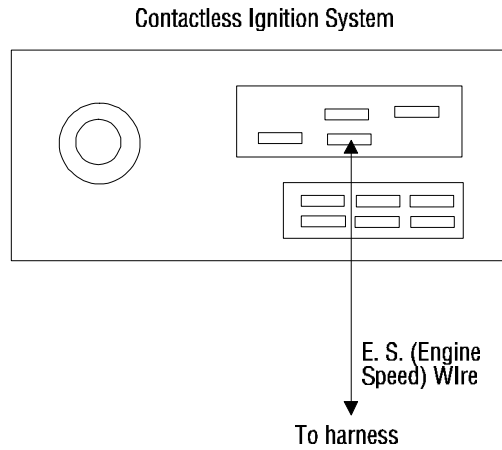 Contactless Ignition System
E. S. (Engine
Speed) WIre
To harness